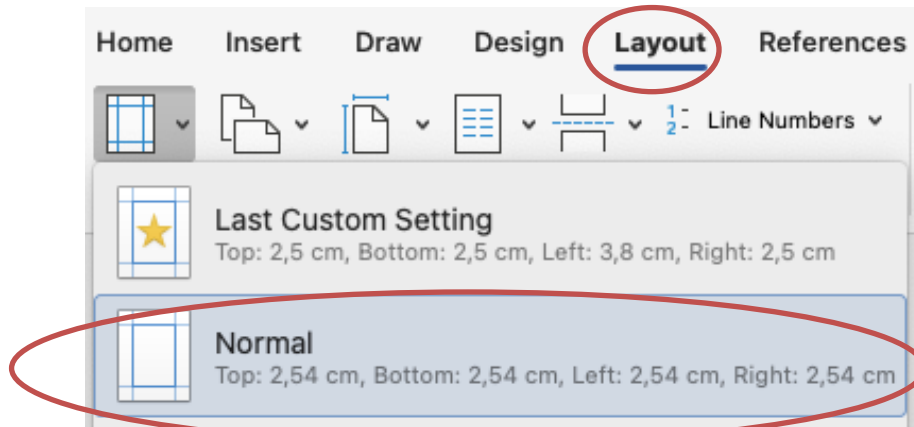 Home Insert Draw Design Layout References
1 2 Line Numbers
Last Custom Setting
Top: 2,5 cm, Bottom: 2,5 cm, Left: 3,8 cm, Right: 2,5 cm
Normal
Top: 2,54 cm, Bottom: 2,54 cm, Left: 2,54 cm, Right: 2,54 cm